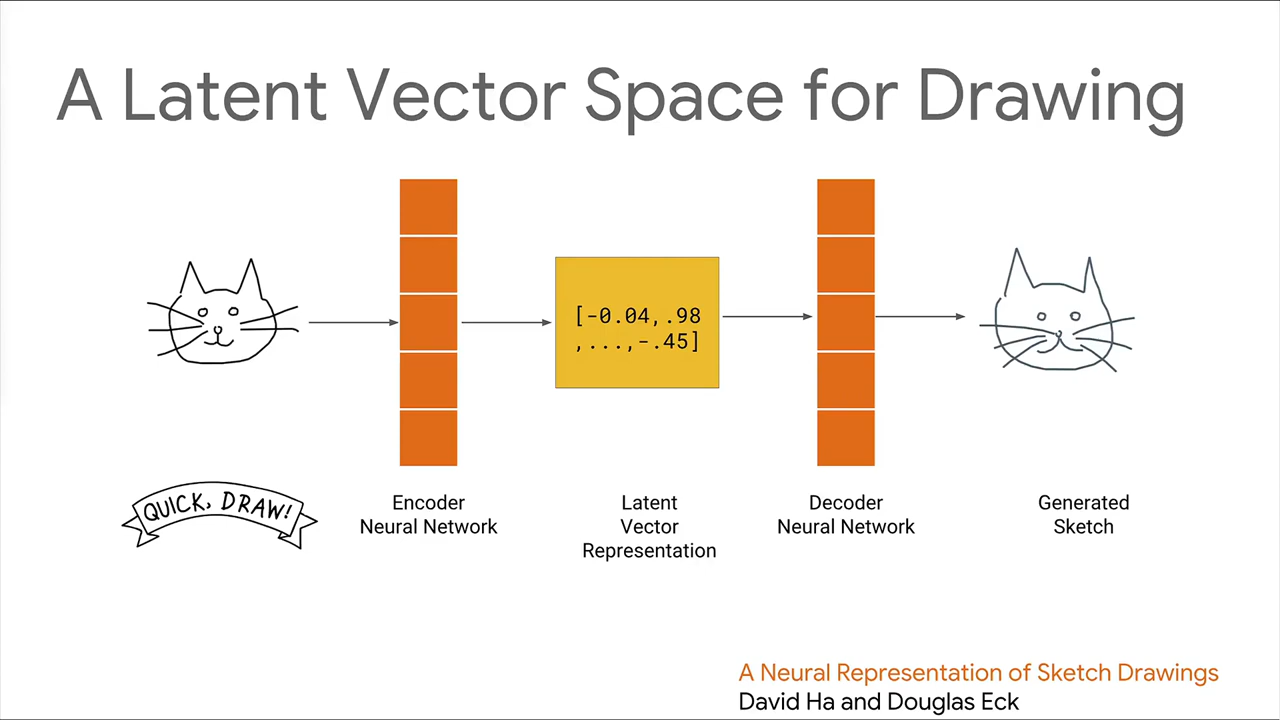 A Latent Vector Space for Drawing
[-0.04,.98
,...,-.45]
QUICK, DRAW!
Encoder
Neural Network
Latent
Vector
Representation
Decoder
Neural Network
Generated
Sketch
A Neural Representation of Sketch Drawings
David Ha and Douglas Eck